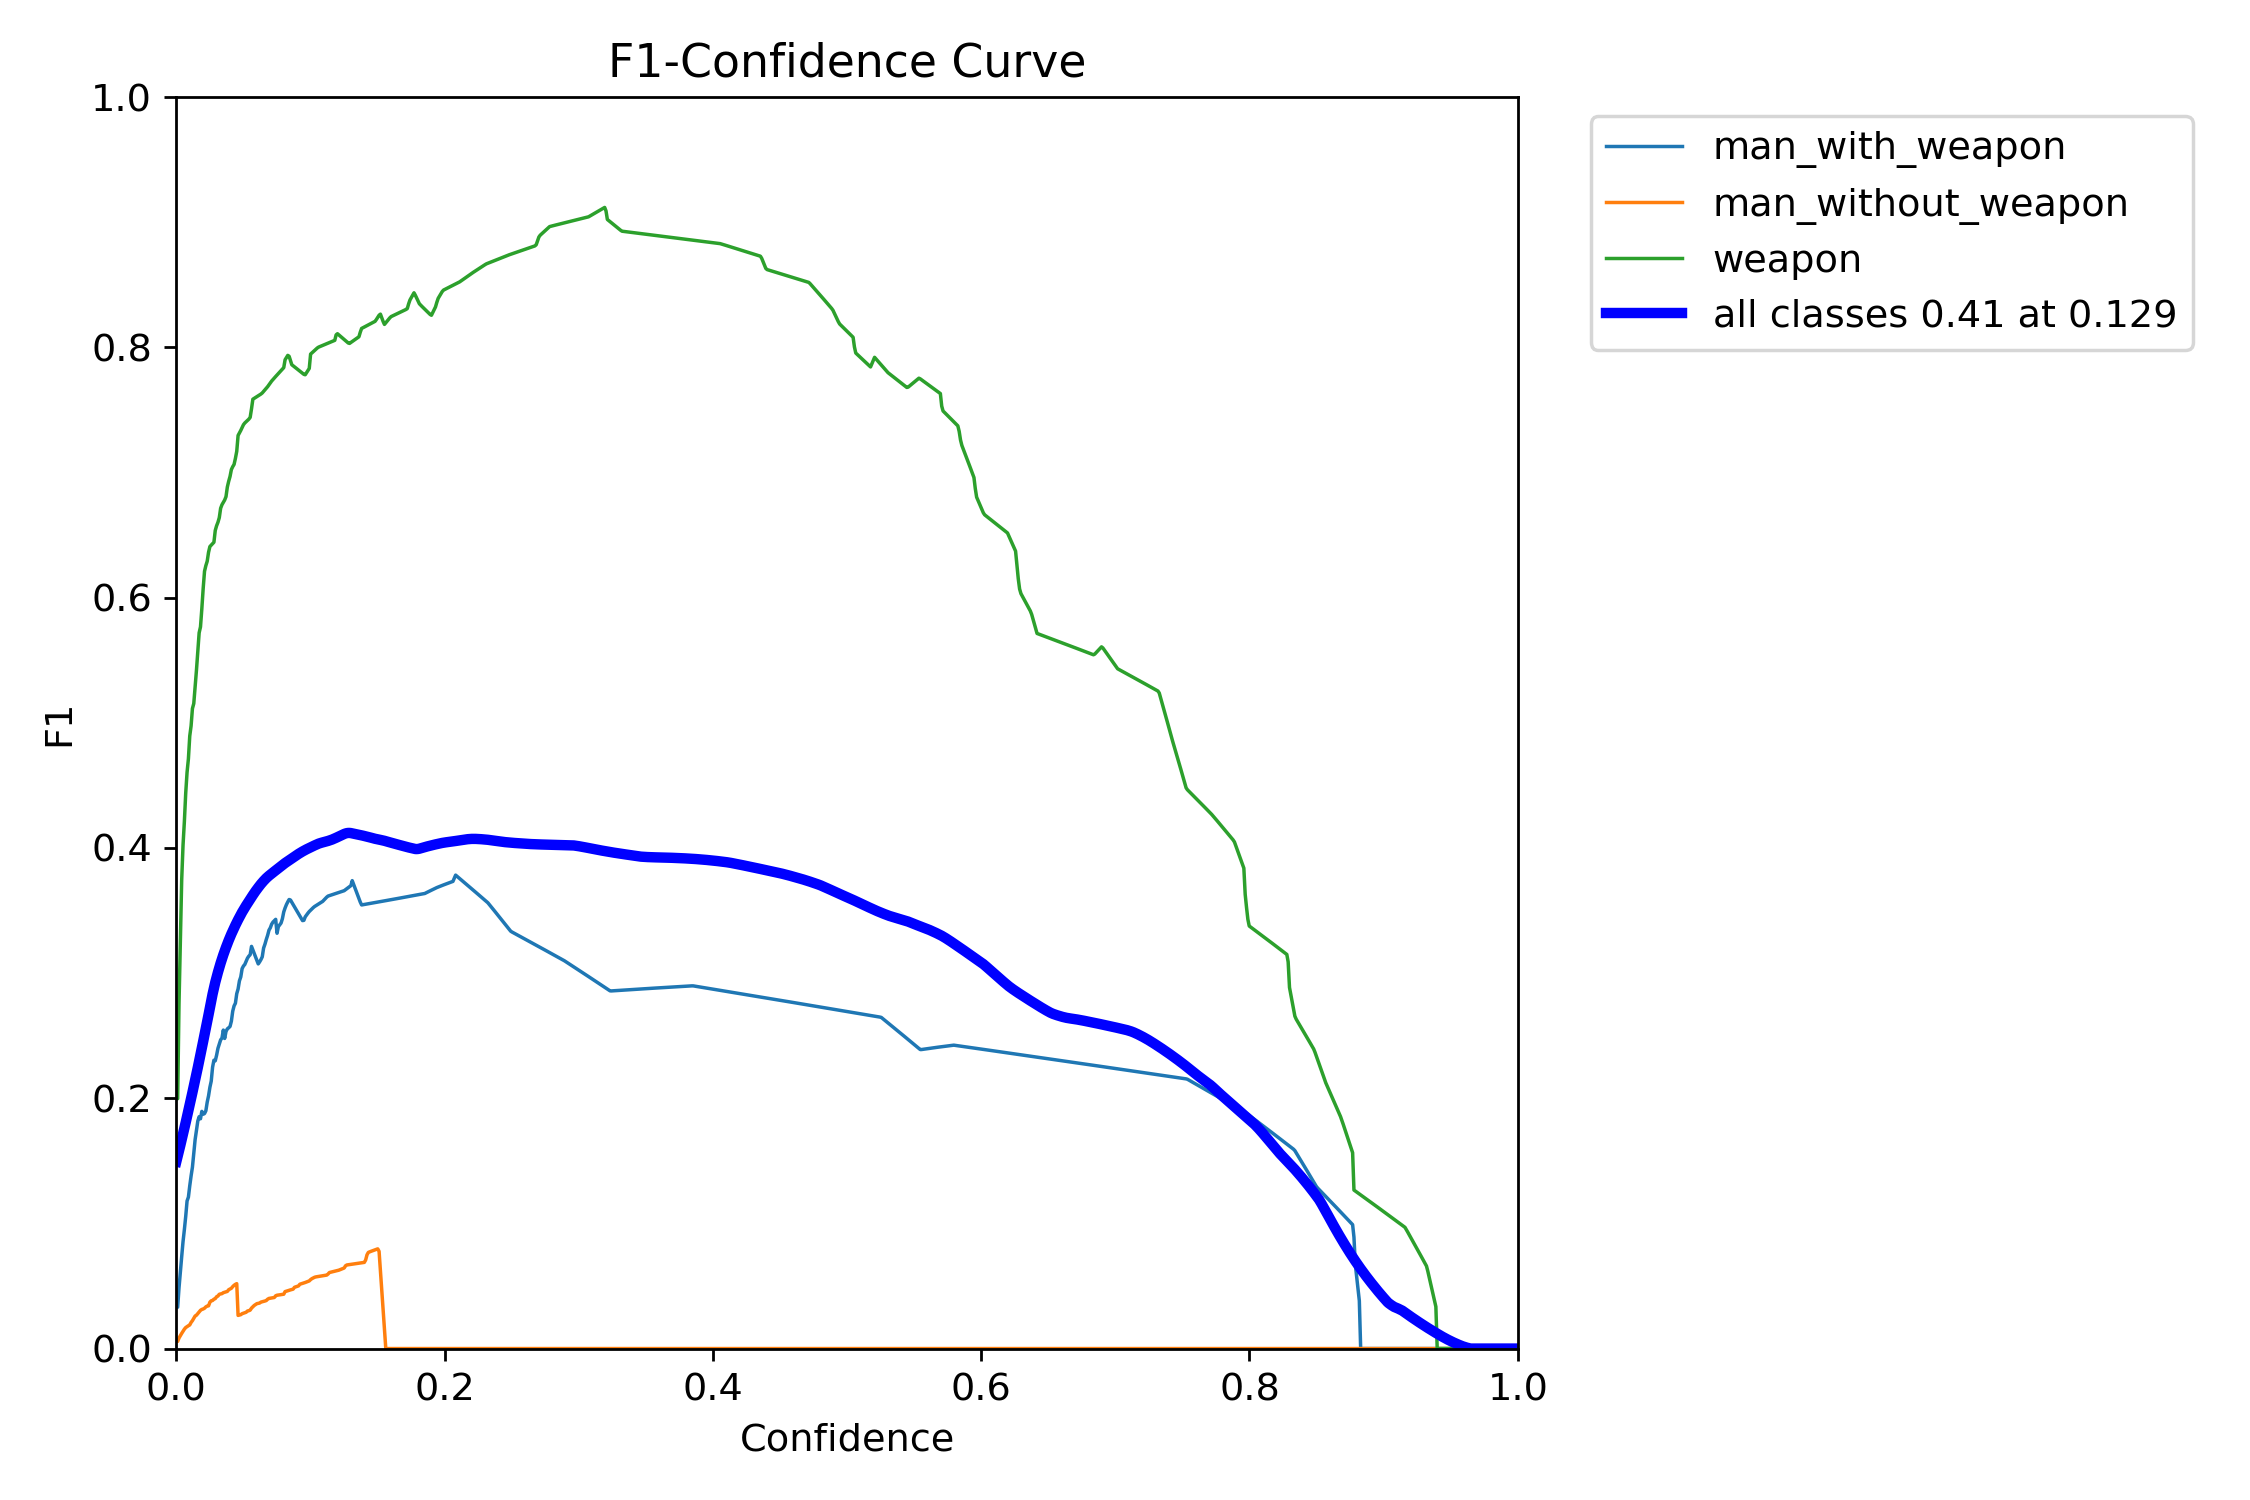 F1-Confidence Curve
man_with_weapon
man_without_weapon
weapon
all classes 0.41 at 0.129
F1
1.0
0.8
0.6
0.4
0.2
0.0
0.0 0.2 0.4 0.6 0.8 1.0
Confidence